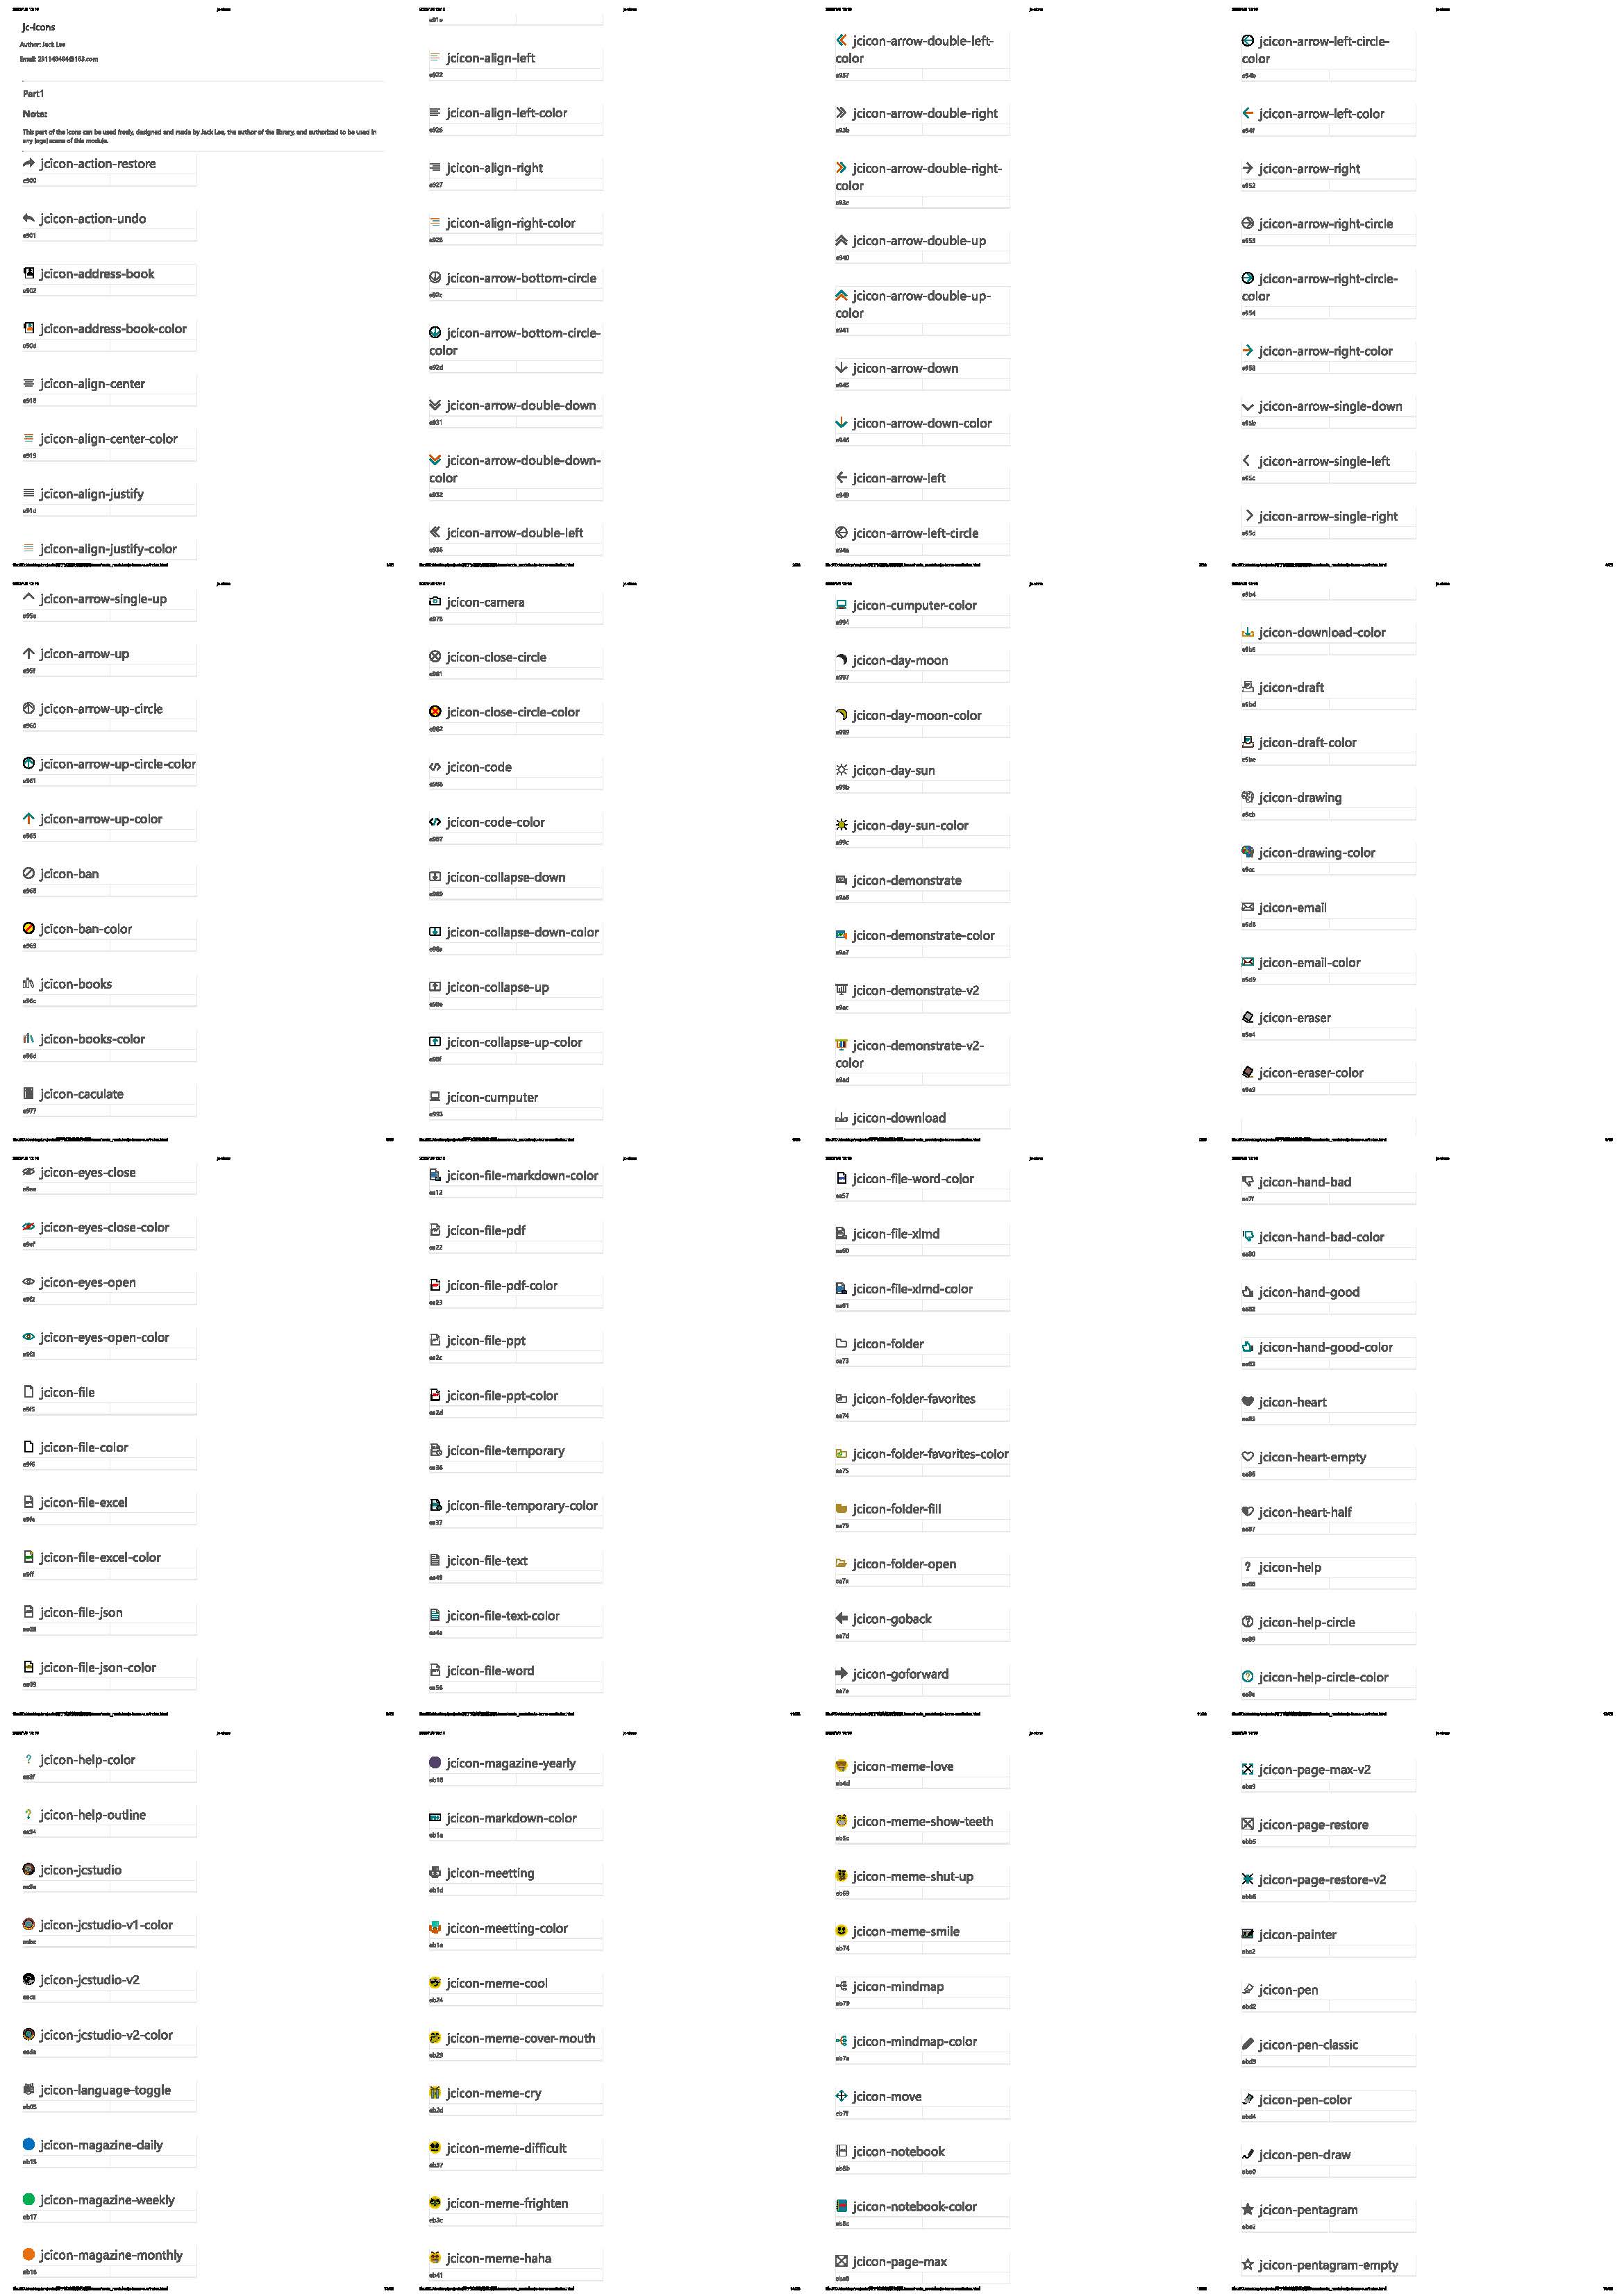 Jc-Icons
Author: Jack Lee
Part1
Note:
This part of the icons can be used freely, designed and made by Jack Lee, the author of the library, and authorized to be used in
any legal scene of this module.
jcicon-action-restore
e900
jcicon-action-undo
e901
jcicon-address-book
e902
jcicon-address-book-color
e90d
jcicon-align-center
e918
jcicon-align-center-color
e919
jcicon-align-justify
e91d
jcicon-align-justify-color
e91e
jcicon-align-left
e922
jcicon-align-left-color
jcicon-align-right
e927
jcicon-align-right-color
e928
jcicon-arrow-bottom-circle
e92c
jcicon-arrow-bottom-circle-
color
e92d
jcicon-arrow-double-down
e931
jcicon-arrow-double-down-
color
e932
jcicon-arrow-double-left
e936
jcicon-arrow-double-left-
color
e937
jcicon-arrow-double-right
e93b
jcicon-arrow-double-right-
color
e93c
jcicon-arrow-double-up
e940
jcicon-arrow-double-up-
color
e941
jcicon-arrow-down
e945
jcicon-arrow-down-color
e946
jcicon-arrow-left
e949
jcicon-arrow-left-circle
e94a
jcicon-arrow-left-circle-
color
e94b
jcicon-arrow-left-color
e94f
jcicon-arrow-right
e952
jcicon-arrow-right-circle
e953
jcicon-arrow-right-circle-
color
e954
jcicon-arrow-right-color
e958
jcicon-arrow-single-down
e95b
jcicon-arrow-single-left
e95c
jcicon-arrow-single-right
e95d
jcicon-arrow-single-up
e95e
jcicon-arrow-up
e95f
jcicon-arrow-up-circle
e960
jcicon-arrow-up-circle-color
e961
jcicon-arrow-up-color
e965
jcicon-ban
e968
jcicon-ban-color
e969
jcicon-books
e96c
jcicon-books-color
e96d
jcicon-caculate
e977
jcicon-camera
e978
jcicon-close-circle
e981
jcicon-close-circle-color
e982
jcicon-code
e986
jcicon-code-color
e987
jcicon-collapse-down
e989
jcicon-collapse-down-color
e98a
jcicon-collapse-up
e98e
jcicon-collapse-up-color
e98f
jcicon-cumputer
e993
jcicon-cumputer-color
e994
jcicon-day-moon
e997
jcicon-day-moon-color
jcicon-day-sun
e99b
jcicon-day-sun-color
e99c
jcicon-demonstrate
e9a6
jcicon-demonstrate-color
e9a7
jcicon-demonstrate-v2
e9ac
jcicon-demonstrate-v2-
color
e9ad
jcicon-download
e9b4
jcicon-download-color
e9b5
jcicon-draft
e9bd
jcicon-draft-color
e9be
jcicon-drawing
e9cb
jcicon-drawing-color
e9cc
jcicon-email
e9d8
jcicon-email-color
e9d9
jcicon-eraser
e9e4
jcicon-eraser-color
jcicon-eyes-close
e9ee
jcicon-eyes-close-color
e9ef
jcicon-eyes-open
e9f2
jcicon-eyes-open-color
e9f3
jcicon-file
e9f5
jcicon-file-color
e9f6
jcicon-file-excel
e9fe
jcicon-file-excel-color
e9ff
jcicon-file-json
ea08
jcicon-file-json-color
ea09
jcicon-file-markdown-color
ea12
jcicon-file-pdf
ea22
jcicon-file-pdf-color
ea23
jcicon-file-ppt
ea2c
jcicon-file-ppt-color
ea2d
jcicon-file-temporary
ea36
jcicon-file-temporary-color
ea37
jcicon-file-text
ea49
jcicon-file-text-color
ea4a
jcicon-file-word
ea56
jcicon-file-word-color
ea57
jcicon-file-xlmd
ea60
jcicon-file-xlmd-color
ea61
jcicon-folder
ea73
jcicon-folder-favorites
ea74
jcicon-folder-favorites-color
ea75
jcicon-folder-fill
ea79
jcicon-folder-open
ea7a
jcicon-goback
ea7d
jcicon-goforward
ea7e
jcicon-hand-bad
ea7f
jcicon-hand-bad-color
ea80
jcicon-hand-good
ea82
jcicon-hand-good-color
ea83
jcicon-heart
ea85
jcicon-heart-empty
ea86
jcicon-heart-half
ea87
jcicon-help
ea88
jcicon-help-circle
ea89
jcicon-help-circle-color
jcicon-help-color
ea8f
jcicon-help-outline
ea94
jcicon-jcstudio
jcicon-jcstudio-v1-color
jcicon-jcstudio-v2
jcicon-jcstudio-v2-color
jcicon-language-toggle
eb05
jcicon-magazine-daily
eb15
jcicon-magazine-weekly
eb17
jcicon-magazine-monthly
eb16
jcicon-magazine-yearly
eb18
jcicon-markdown-color
eb1a
jcicon-meetting
eb1d
jcicon-meetting-color
eb1e
jcicon-meme-cool
eb24
jcicon-meme-cover-mouth
eb29
jcicon-meme-cry
eb2d
jcicon-meme-difficult
eb37
jcicon-meme-frighten
eb3c
jcicon-meme-haha
eb41
jcicon-meme-love
eb4d
jcicon-meme-show-teeth
eb5c
jcicon-meme-shut-up
eb69
jcicon-meme-smile
eb74
jcicon-mindmap
eb79
jcicon-mindmap-color
eb7a
jcicon-move
eb7f
jcicon-notebook
eb8b
jcicon-notebook-color
eb8c
jcicon-page-max
eba8
jcicon-page-max-v2
eba9
jcicon-page-restore
ebb5
jcicon-page-restore-v2
ebb6
jcicon-painter
ebc2
jcicon-pen
ebd2
jcicon-pen-classic
ebd3
jcicon-pen-color
ebd4
jcicon-pen-draw
ebe0
jcicon-pentagram
ebe2
jcicon-pentagram-empty